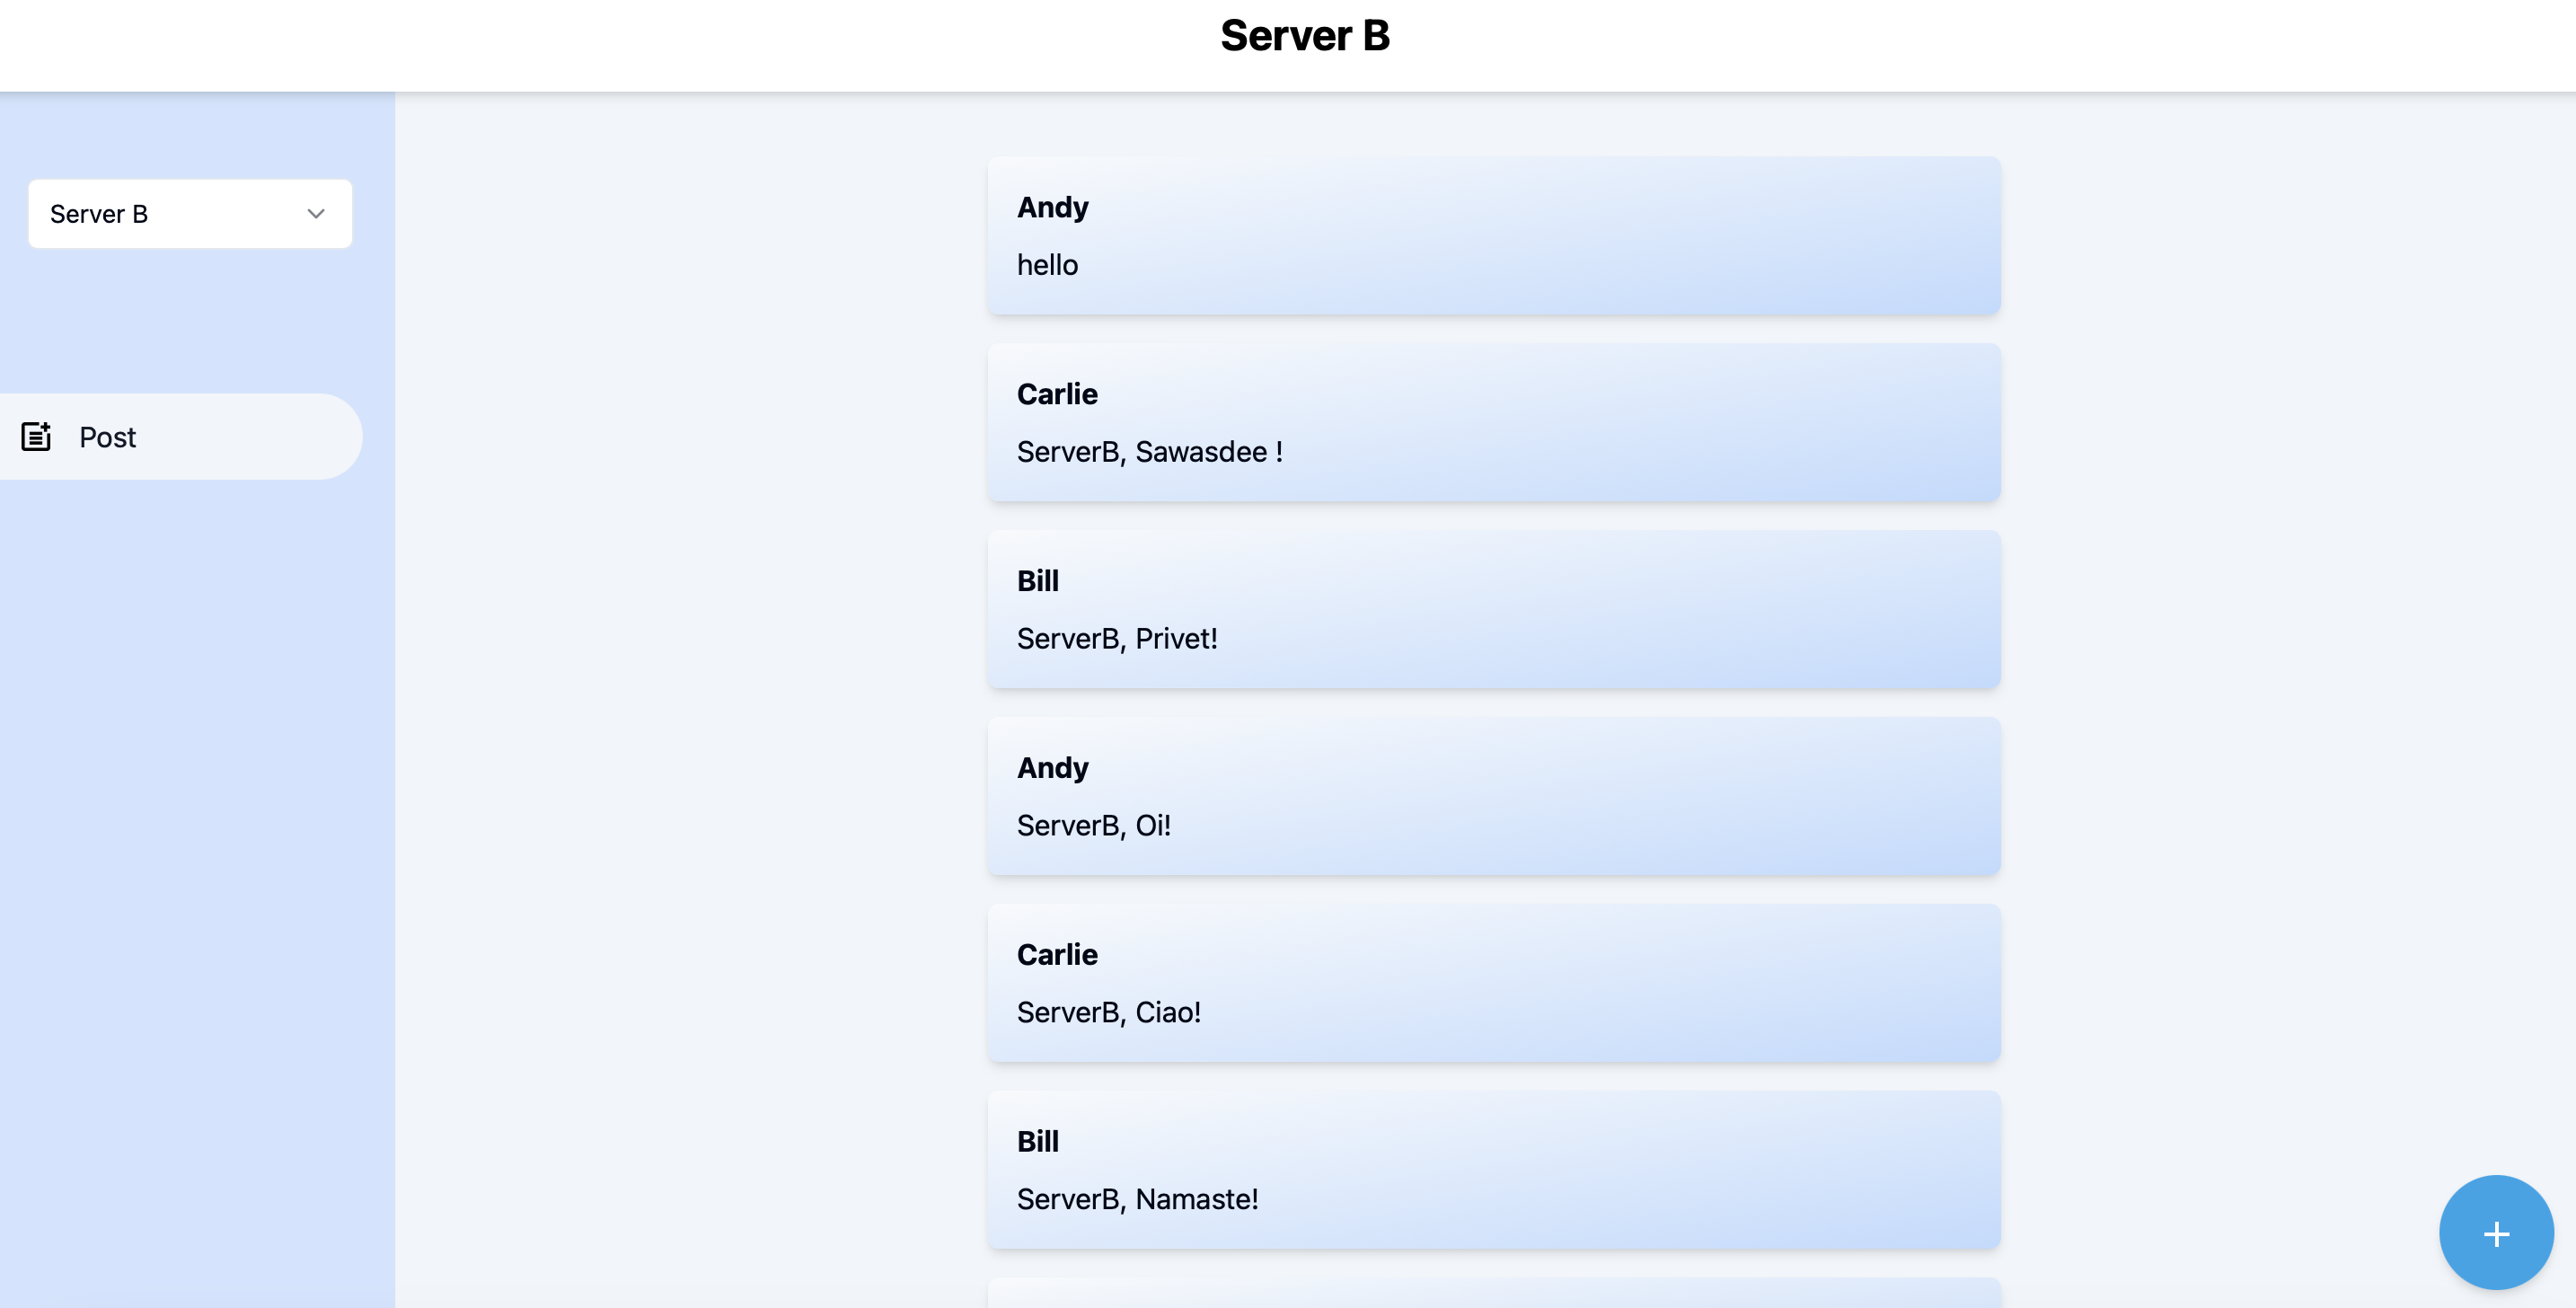 Server B
Server B
Post
Andy
hello
Carlie
ServerB, Sawasdee !
Bill
ServerB, Privet!
Andy
ServerB, Oi!
Carlie
ServerB, Ciao!
Bill
ServerB, Namaste!
+